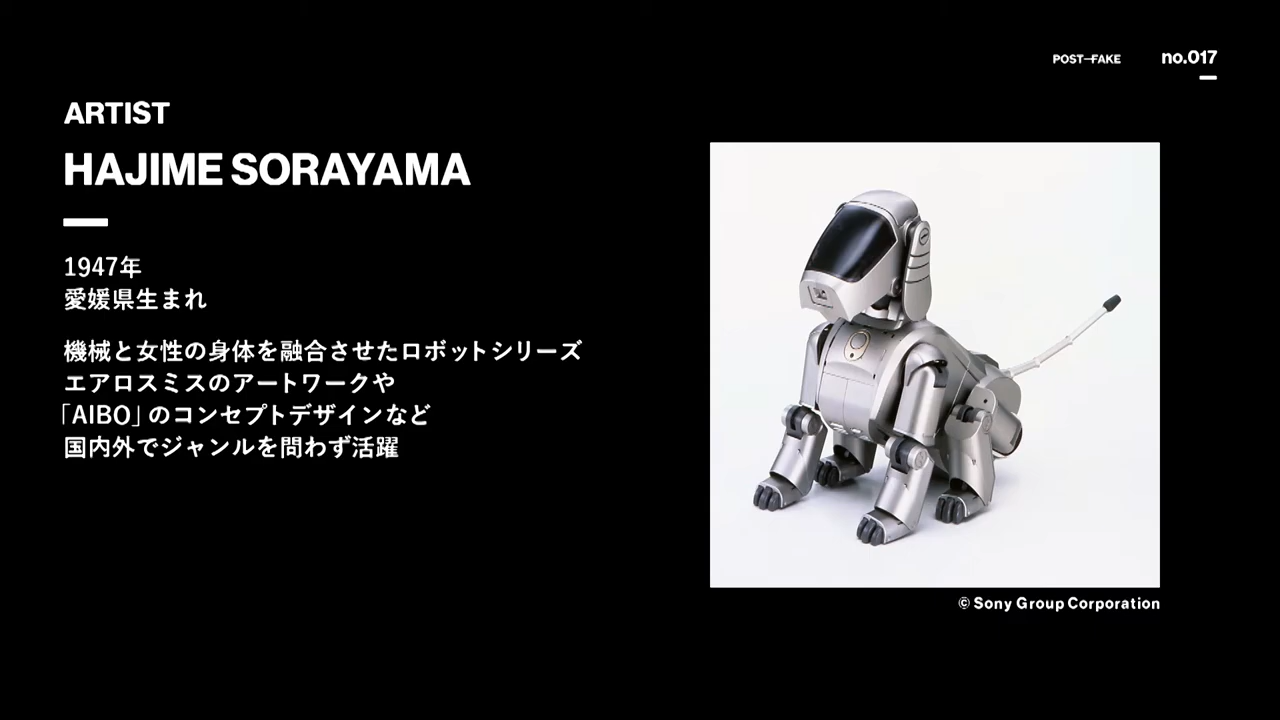 POST-FAKE
no.017
ARTIST
HAJIME SORAYAMA
1947年
愛媛県生まれ
機械と女性の身体を融合させたロボットシリーズ
エアロスミスのアートワークや
「AIBO」のコンセプトデザインなど
国内外でジャンルを問わず活躍
© Sony Group Corporation